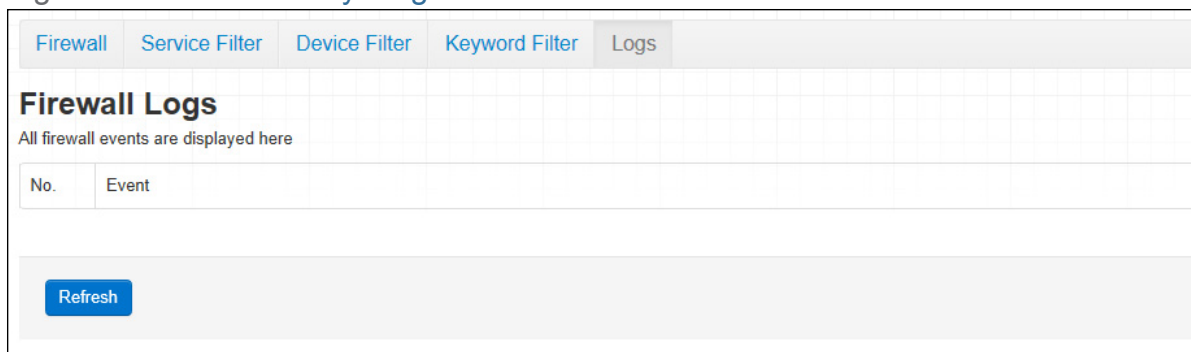 Firewall Service Filter Device Filter Keyword Filter Logs
Firewall Logs
All firewall events are displayed here
No. Event
Refresh